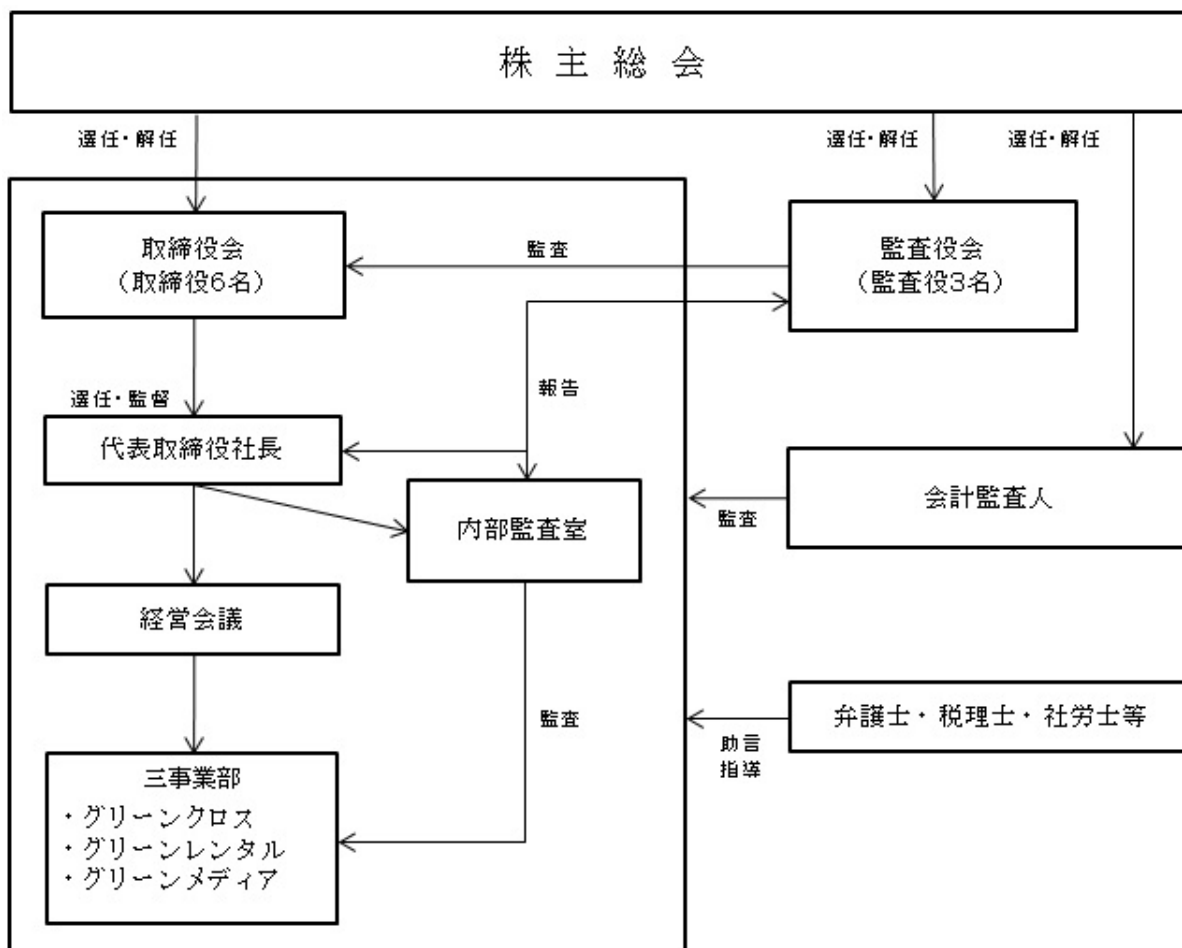 株主総会
選任・解任
選任・解任
選任・解任
取締役会
（取締役6名）
監査
監査役会
（監査役3名）
選任・監督
報告
代表取締役社長
内部監査室
監査
会計監査人
経営会議
監査
弁護士・税理士・社労士等
助言
指導
三事業部
・グリーンクロス
・グリーンレンタル
・グリーンメディア